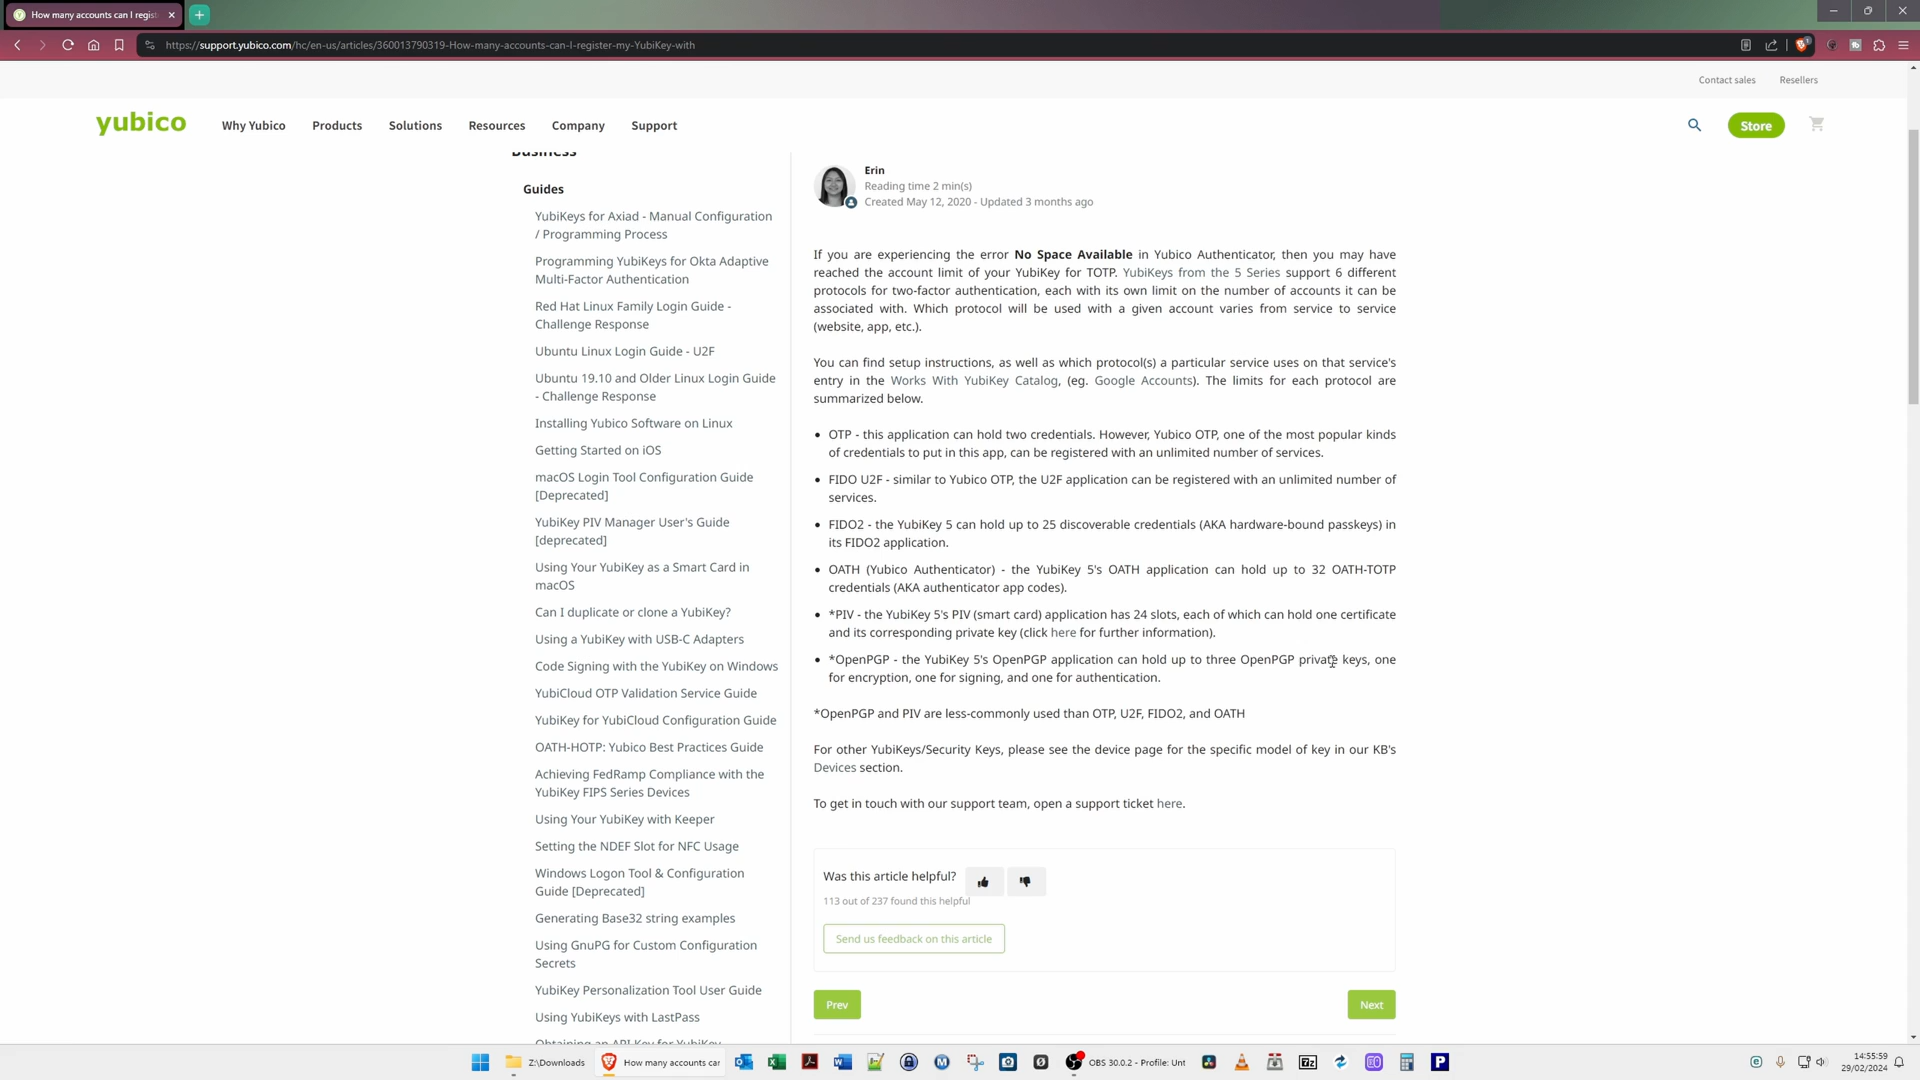 How many accounts can I regist
https://support.yubico.com/hc/en-us/articles/360013790319-How-many-accounts-can-I-register-my-YubiKey-with
Contact sales
Resellers
yubico
Why Yubico
Products
Solutions
Resources
Company
Support
Store
Business
Guides
YubiKeys for Axiad - Manual Configuration
/ Programming Process
Programming YubiKeys for Okta Adaptive
Multi-Factor Authentication
Red Hat Linux Family Login Guide -
Challenge Response
Ubuntu Linux Login Guide - U2F
Ubuntu 19.10 and Older Linux Login Guide
- Challenge Response
Installing Yubico Software on Linux
Getting Started on iOS
macOS Login Tool Configuration Guide
[Deprecated]
YubiKey PIV Manager User's Guide
[deprecated]
Using Your YubiKey as a Smart Card in
macOS
Can I duplicate or clone a YubiKey?
Using a YubiKey with USB-C Adapters
Code Signing with the YubiKey on Windows
YubiCloud OTP Validation Service Guide
YubiKey for YubiCloud Configuration Guide
OATH-HOTP: Yubico Best Practices Guide
Achieving FedRamp Compliance with the
YubiKey FIPS Series Devices
Using Your YubiKey with Keeper
Setting the NDEF Slot for NFC Usage
Windows Logon Tool & Configuration
Guide [Deprecated]
Generating Base32 string examples
Using GnuPG for Custom Configuration
Secrets
YubiKey Personalization Tool User Guide
Using YubiKeys with LastPass
Obtaining an API Key for YubiKey
Erin
Reading time 2 min(s)
Created May 12, 2020 - Updated 3 months ago
If you are experiencing the error No Space Available in Yubico Authenticator, then you may have
reached the account limit of your YubiKey for TOTP. YubiKeys from the 5 Series support 6 different
protocols for two-factor authentication, each with its own limit on the number of accounts it can be
associated with. Which protocol will be used with a given account varies from service to service
(website, app, etc.).
You can find setup instructions, as well as which protocol(s) a particular service uses on that service's
entry in the Works With YubiKey Catalog, (eg. Google Accounts). The limits for each protocol are
summarized below.
• OTP - this application can hold two credentials. However, Yubico OTP, one of the most popular kinds
of credentials to put in this app, can be registered with an unlimited number of services.
• FIDO U2F - similar to Yubico OTP, the U2F application can be registered with an unlimited number of
services.
• FIDO2 - the YubiKey 5 can hold up to 25 discoverable credentials (AKA hardware-bound passkeys) in
its FIDO2 application.
• OATH (Yubico Authenticator) - the YubiKey 5's OATH application can hold up to 32 OATH-TOTP
credentials (AKA authenticator app codes).
• *PIV - the YubiKey 5's PIV (smart card) application has 24 slots, each of which can hold one certificate
and its corresponding private key (click here for further information).
• *OpenPGP - the YubiKey 5's OpenPGP application can hold up to three OpenPGP private keys, one
for encryption, one for signing, and one for authentication.
*OpenPGP and PIV are less-commonly used than OTP, U2F, FIDO2, and OATH
For other YubiKeys/Security Keys, please see the device page for the specific model of key in our KB's
Devices section.
To get in touch with our support team, open a support ticket here.
Was this article helpful?
113 out of 237 found this helpful
Send us feedback on this article
Prev
Next
Z:\Downloads
How many accounts car
OBS 30.0.2 - Profile: Unt
14:55:59
29/02/2024